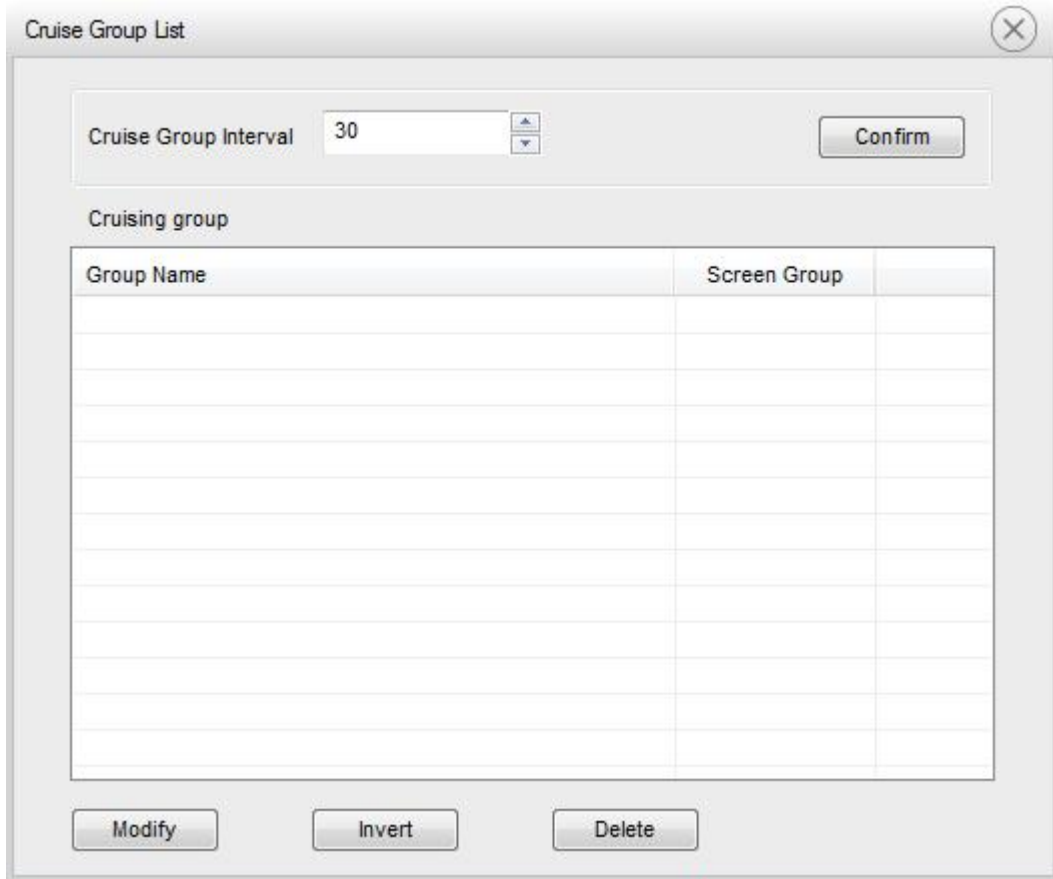 Cruise Group List
Cruise Group Interval 30 Confirm
Cruising group
Group Name Screen Group
Modify Invert Delete